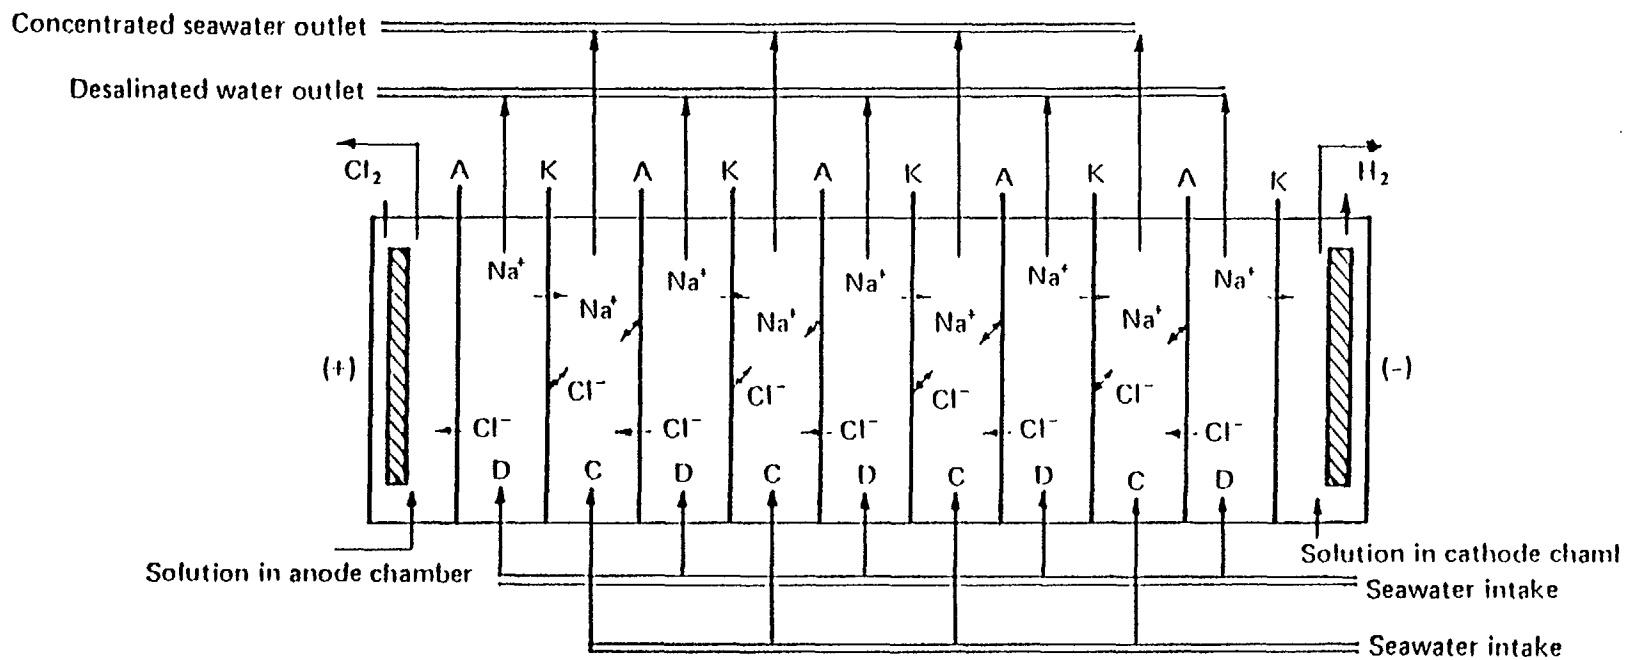 Concentrated seawater outlet
Desalinated water outlet
Cl₂ A K A K A K A K A K H₂
Na⁺ Na⁺ Na⁺ Na⁺ Na⁺
Na⁺ Na⁺ Na⁺ Na⁺
(+) (-)
Cl⁻ Cl⁻ Cl⁻ Cl⁻
Cl⁻ Cl⁻ Cl⁻ Cl⁻ Cl⁻
D C D C D C D C D
Solution in cathode chaml
Solution in anode chamber
Seawater intake
Seawater intake